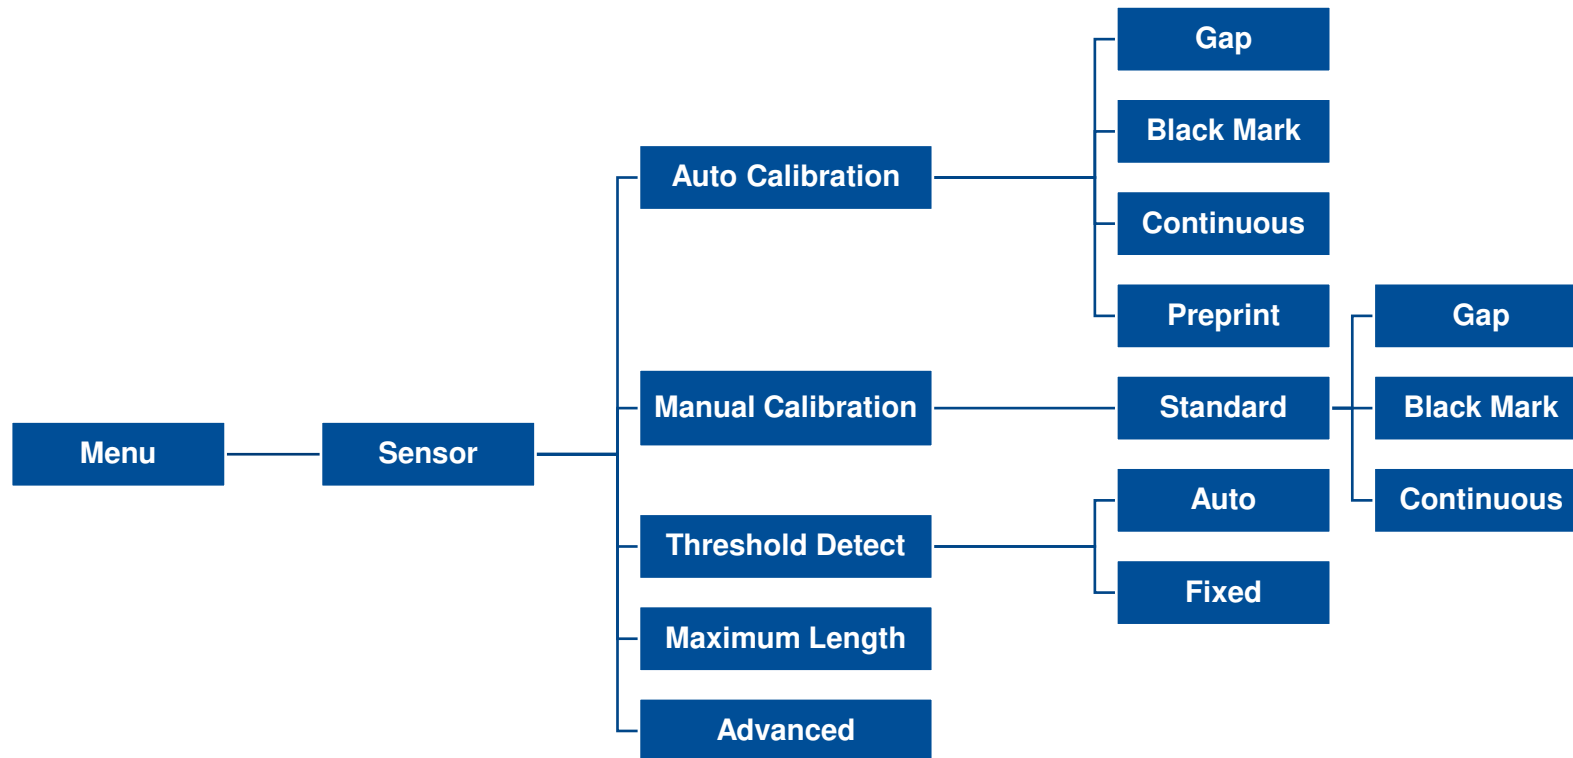 Gap
Black Mark
Auto Calibration
Continuous
Preprint
Gap
Manual Calibration
Standard
Black Mark
Menu
Sensor
Auto
Continuous
Threshold Detect
Fixed
Maximum Length
Advanced